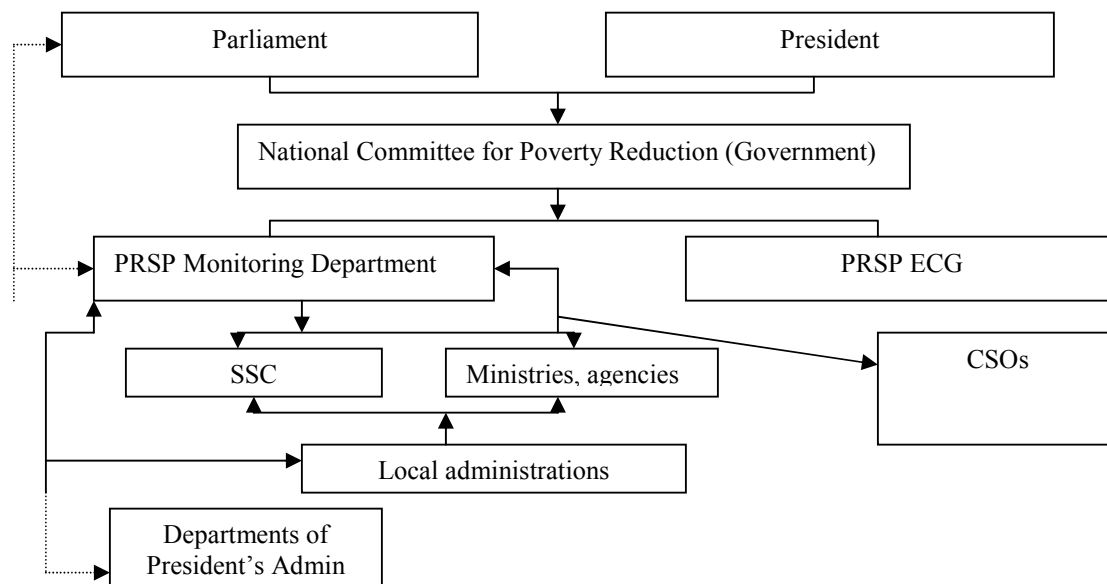 Parliament
President
National Committee for Poverty Reduction (Government)
PRSP Monitoring Department
PRSP ECG
CSOs
SSC
Ministries, agencies
Local administrations
Departments of
President’s Admin